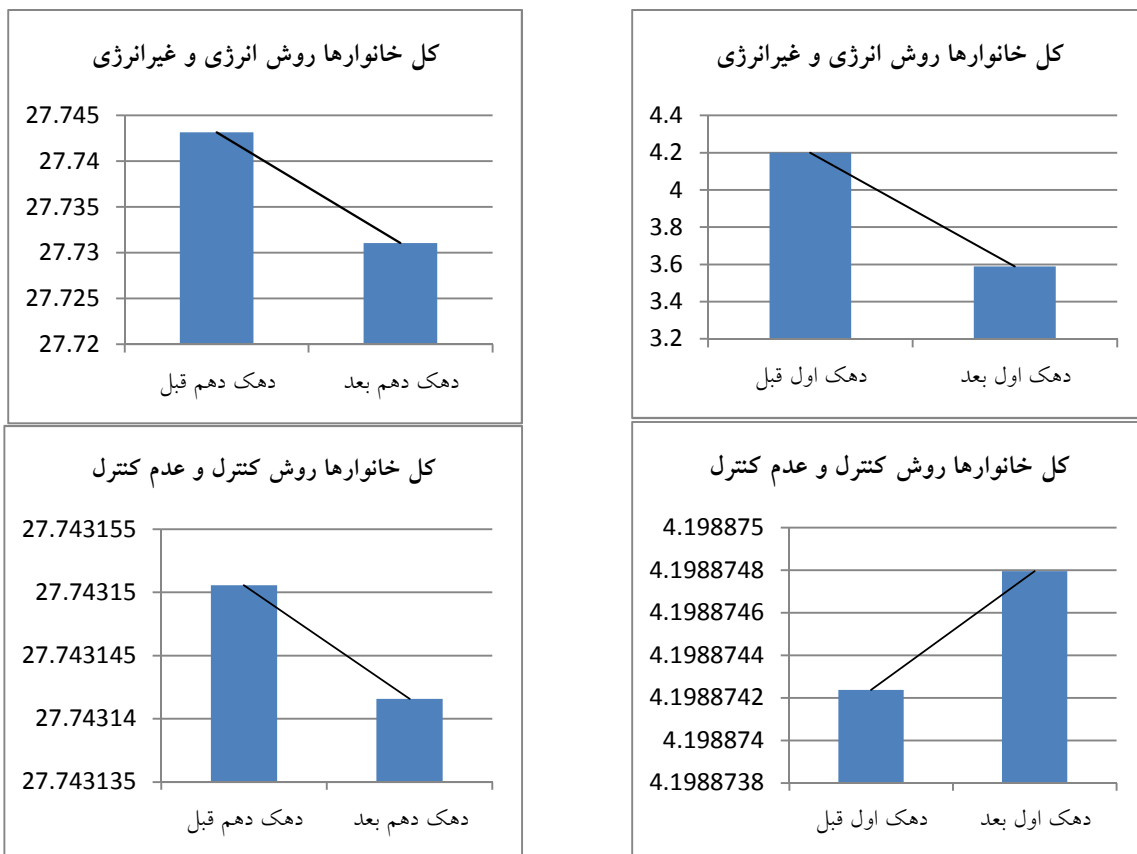 کل خانوارها روش انرژی و غیرانرژی
4.4
4.2
4
3.8
3.6
3.4
3.2
دهک اول قبل
دهک اول بعد
کل خانوارها روش انرژی و غیرانرژی
27.745
27.74
27.735
27.73
27.725
27.72
دهک دهم قبل
دهک دهم بعد
کل خانوارها روش کنترل و عدم کنترل
4.198875
4.1988748
4.1988746
4.1988744
4.1988742
4.198874
4.1988738
دهک اول قبل
دهک اول بعد
کل خانوارها روش کنترل و عدم کنترل
27.743155
27.74315
27.743145
27.74314
27.743135
دهک دهم قبل
دهک دهم بعد